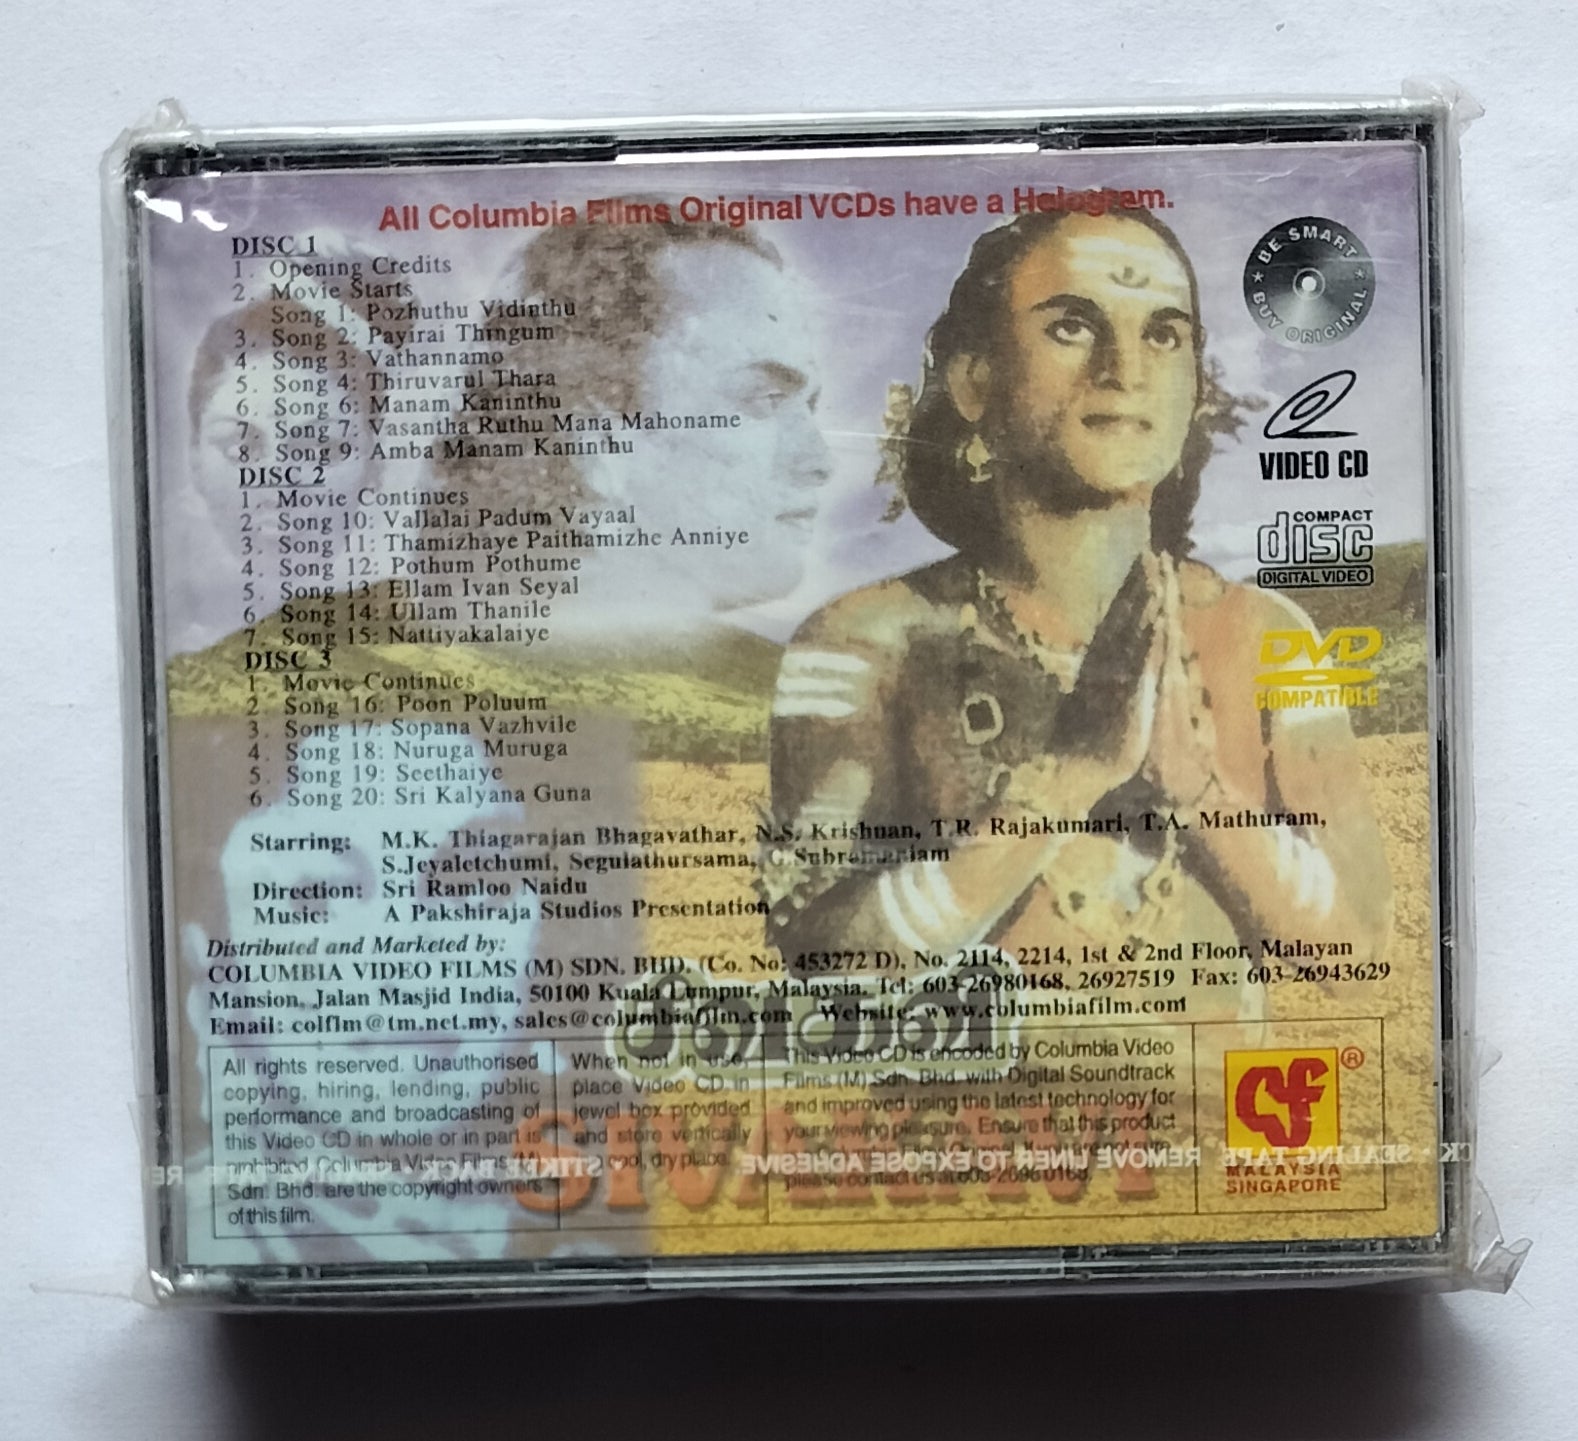 All Columbia Films Original VCDs have a Hologram.
DISC 1
1. Opening Credits
2. Movie Starts
Song 1: Pozhuthu Vidinthu
3. Song 2: Payirai Thingum
4. Song 3: Vathannamo
5. Song 4: Thiruvarul Thara
6. Song 6: Manam Kaninthu
7. Song 7: Vasantha Ruthu Mana Mahoname
8. Song 9: Amba Manam Kaninthu
DISC 2
1. Movie Continues
2. Song 10: Vallalai Padum Vayaal
3. Song 11: Thamizhaye Paithamizhe Anniye
4. Song 12: Pothum Pothume
5. Song 13: Ellam Ivan Seyal
6. Song 14: Ullam Thanile
7. Song 15: Nattiyakalaiye
DISC 3
1. Movie Continues
2. Song 16: Poon Poluum
3. Song 17: Sopana Vazhvile
4. Song 18: Nuruga Muruga
5. Song 19: Seethaiye
6. Song 20: Sri Kalyana Guna
BE SMART
BUY ORIGINAL
VIDEO CD
COMPACT
disc
DIGITAL VIDEO
DVD
COMPATIBLE
Starring: M.K. Thiagarajan Bhagavathar, N.S. Krishnan, T.R. Rajakumari, T.A. Mathuram,
S.Jeyaletchumi, Segulathursama, G.Subramaniam
Direction: Sri Ramloo Naidu
Music: A Pakshiraja Studios Presentation
Distributed and Marketed by:
COLUMBIA VIDEO FILMS (M) SDN. BHD. (Co. No: 453272 D), No. 2114, 2214, 1st & 2nd Floor, Malayan
Mansion, Jalan Masjid India, 50100 Kuala Lumpur, Malaysia. Tel: 603-26980168, 26927519 Fax: 603-26943629
Email: colflm@tm.net.my, sales@columbiafilm.com Website: www.columbiafilm.com
சிவகவி
SIVAKAVI
All rights reserved. Unauthorised
copying, hiring, lending, public
performance and broadcasting of
this Video CD in whole or in part is
prohibited. Columbia Video Films (M)
Sdn. Bhd. are the copyright owners
of this film.
When not in use,
place Video CD in
jewel box provided
and store vertically
in a cool, dry place.
This Video CD is encoded by Columbia Video
Films (M) Sdn. Bhd. with Digital Soundtrack
and improved using the latest technology for
your viewing pleasure. Ensure that this product
please contact us at 603-2698 0168.
cf ®
MALAYSIA
SINGAPORE
SEALING TAPE REMOVE LINER TO EXPOSE ADHESIVE